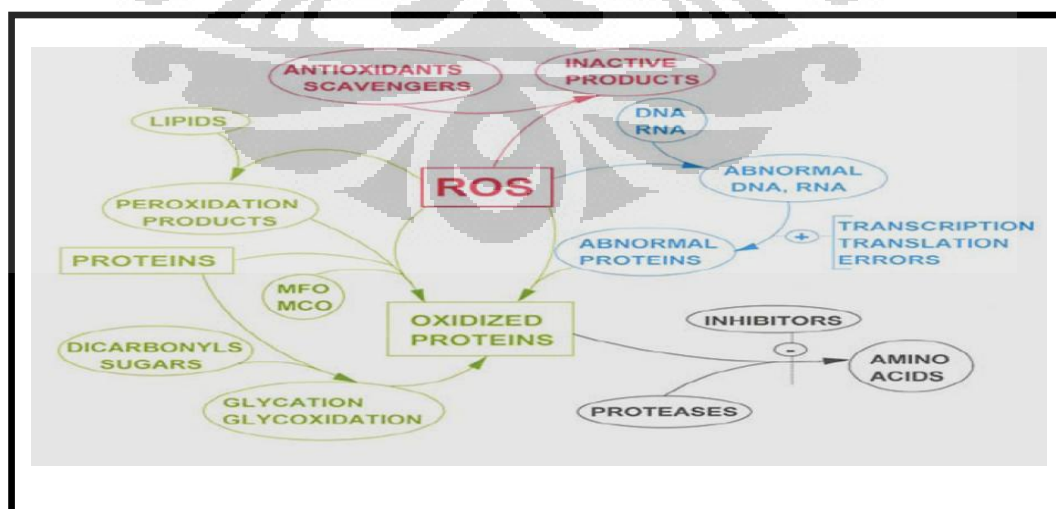 ANTIOXIDANTS
SCAVENGERS
INACTIVE
PRODUCTS
LIPIDS
DNA
RNA
ROS
ABNORMAL
DNA, RNA
PEROXIDATION
PRODUCTS
TRANSCRIPTION
TRANSLATION
ERRORS
+
ABNORMAL
PROTEINS
PROTEINS
MFO
MCO
OXIDIZED
PROTEINS
INHIBITORS
-
DICARBONYLS
SUGARS
AMINO
ACIDS
GLYCATION
GLYCOXIDATION
PROTEASES